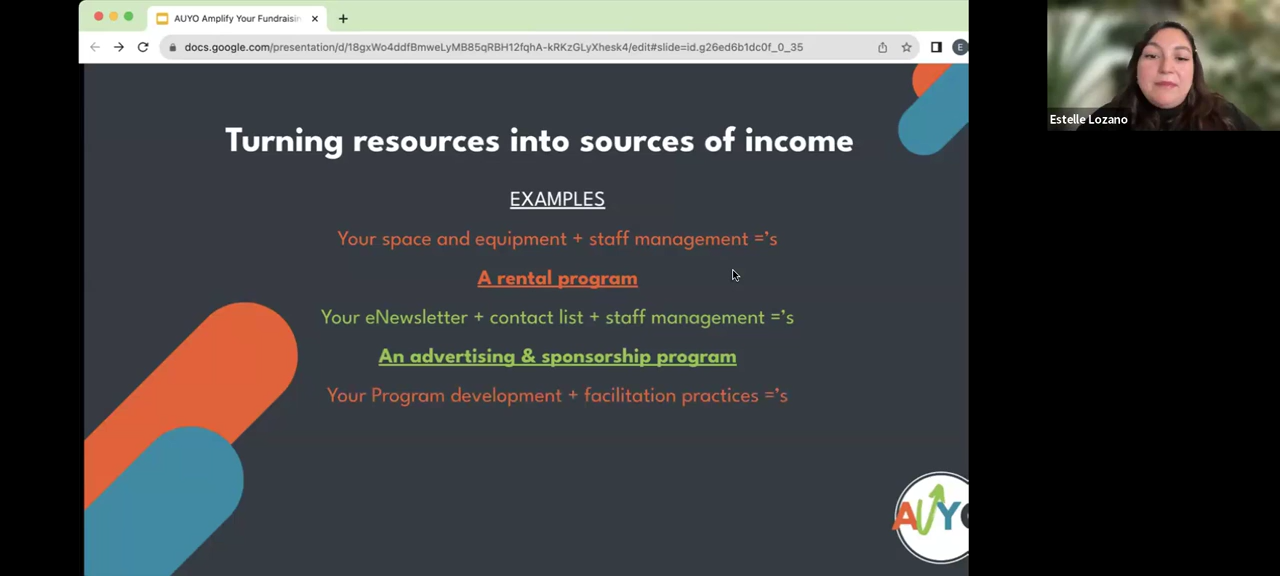 AUYO Amplify Your Fundraisin
docs.google.com/presentation/d/18gxWo4ddfBmweLyMB85qRBH12fqhA-kRKzGLyXhesk4/edit#slide=id.g26ed6b1dc0f_0_35
E
Estelle Lozano
Turning resources into sources of income
EXAMPLES
Your space and equipment + staff management =’s
A rental program
Your eNewsletter + contact list + staff management =’s
An advertising & sponsorship program
Your Program development + facilitation practices =’s
AUYO